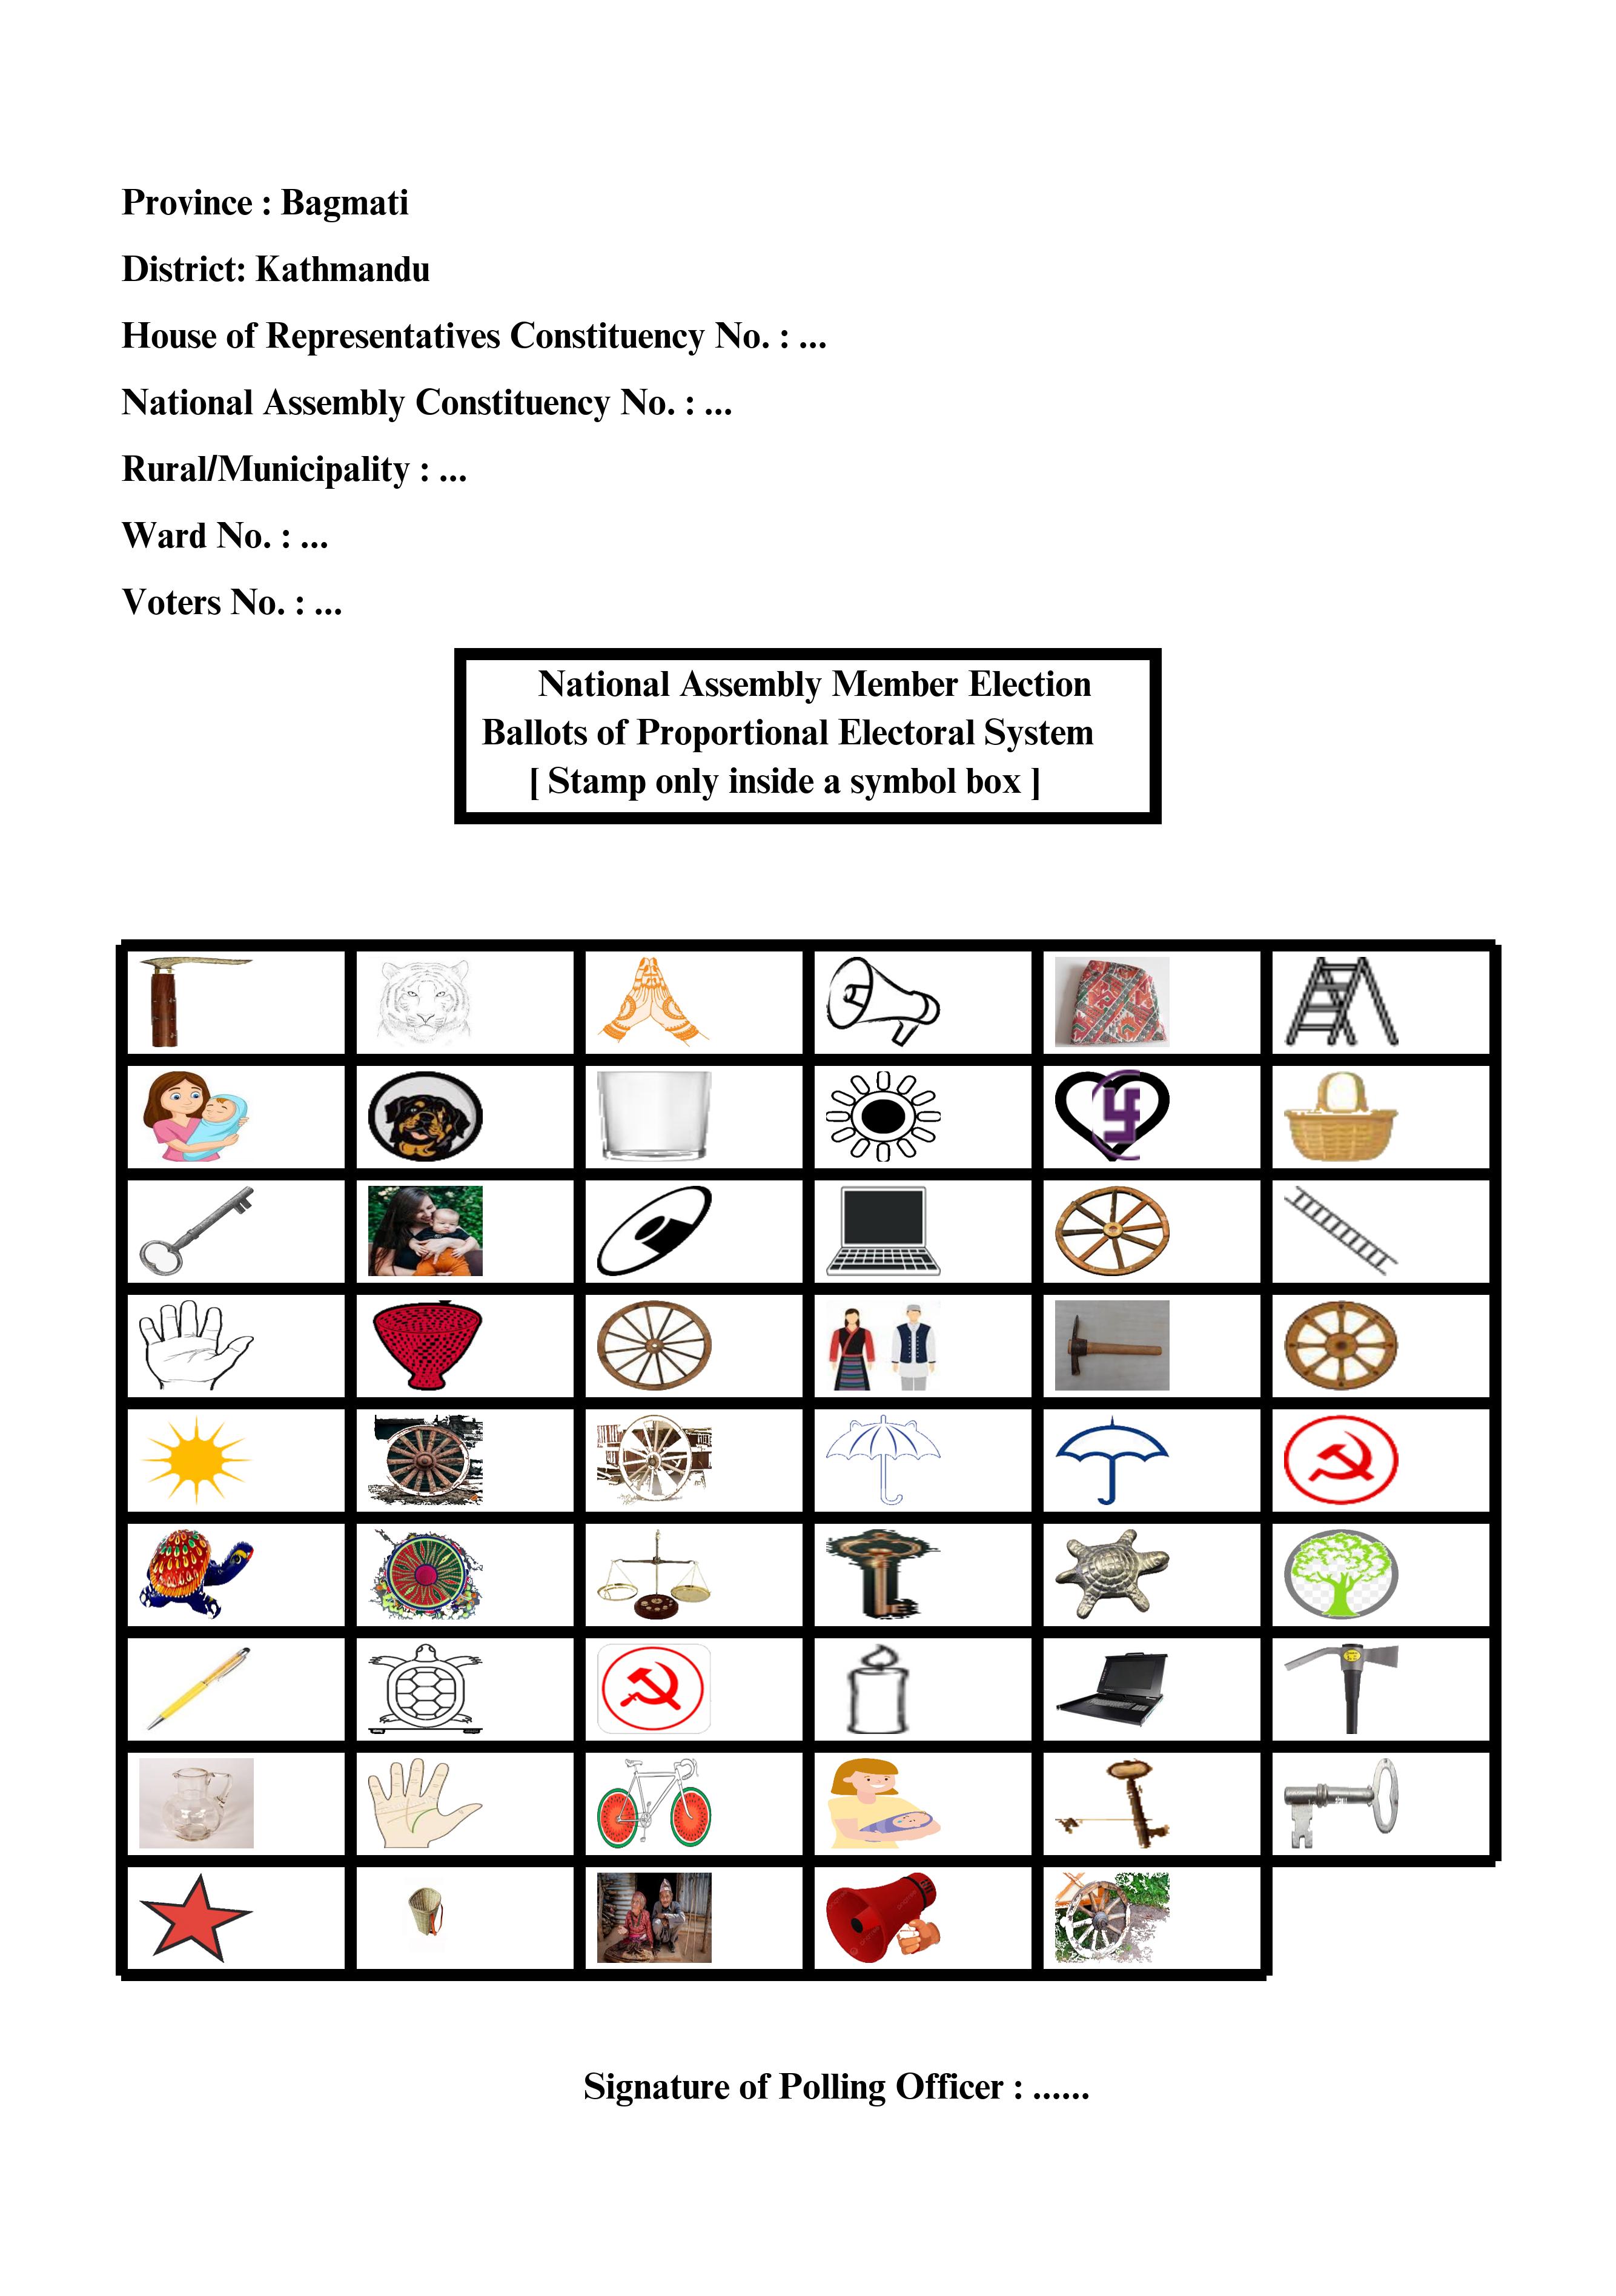 Province : Bagmati
District: Kathmandu
House of Representatives Constituency No. : ...
National Assembly Constituency No. : ...
Rural/Municipality : ...
Ward No. : ...
Voters No. : ...
National Assembly Member Election
Ballots of Proportional Electoral System
[ Stamp only inside a symbol box ]
Signature of Polling Officer : ......